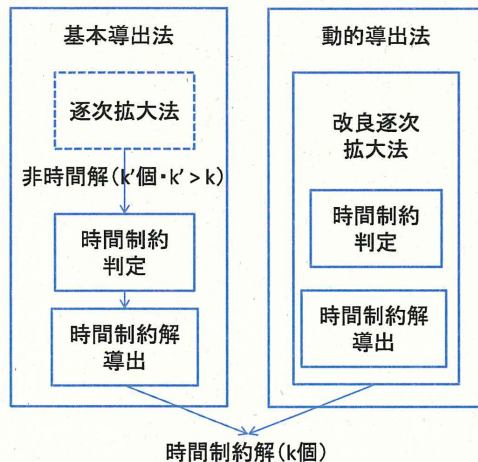 基本導出法
逐次拡大法
非時間解(k'個・k'>k)
時間制約
判定
時間制約解
導出
動的導出法
改良逐次
拡大法
時間制約
判定
時間制約解
導出
時間制約解(k個)